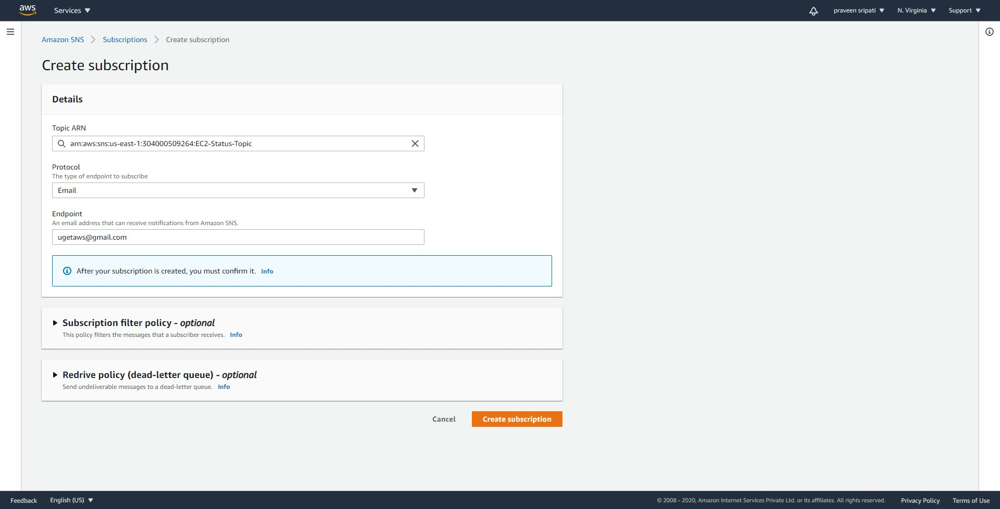 aws
Services
praveen sripati
N. Virginia
Support
Amazon SNS
Subscriptions
Create subscription
Create subscription
Details
Topic ARN
arn:aws:sns:us-east-1:304000509264:EC2-Status-Topic
Protocol
The type of endpoint to subscribe
Email
Endpoint
An email address that can receive notifications from Amazon SNS.
ugetaws@gmail.com
After your subscription is created, you must confirm it. Info
Subscription filter policy - optional
This policy filters the messages that a subscriber receives. Info
Redrive policy (dead-letter queue) - optional
Send undeliverable messages to a dead-letter queue. Info
Cancel
Create subscription
Feedback
English (US)
© 2008 - 2020, Amazon Internet Services Private Ltd. or its affiliates. All rights reserved.
Privacy Policy
Terms of Use